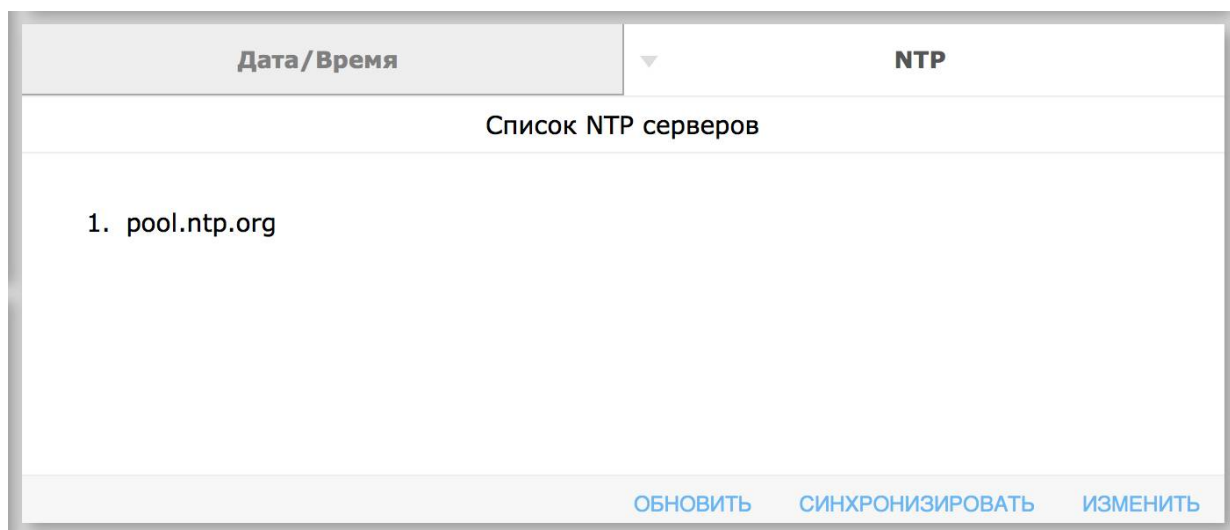 Дата/Время NTP
Список NTP серверов
1. pool.ntp.org
ОБНОВИТЬ СИНХРОНИЗИРОВАТЬ ИЗМЕНИТЬ